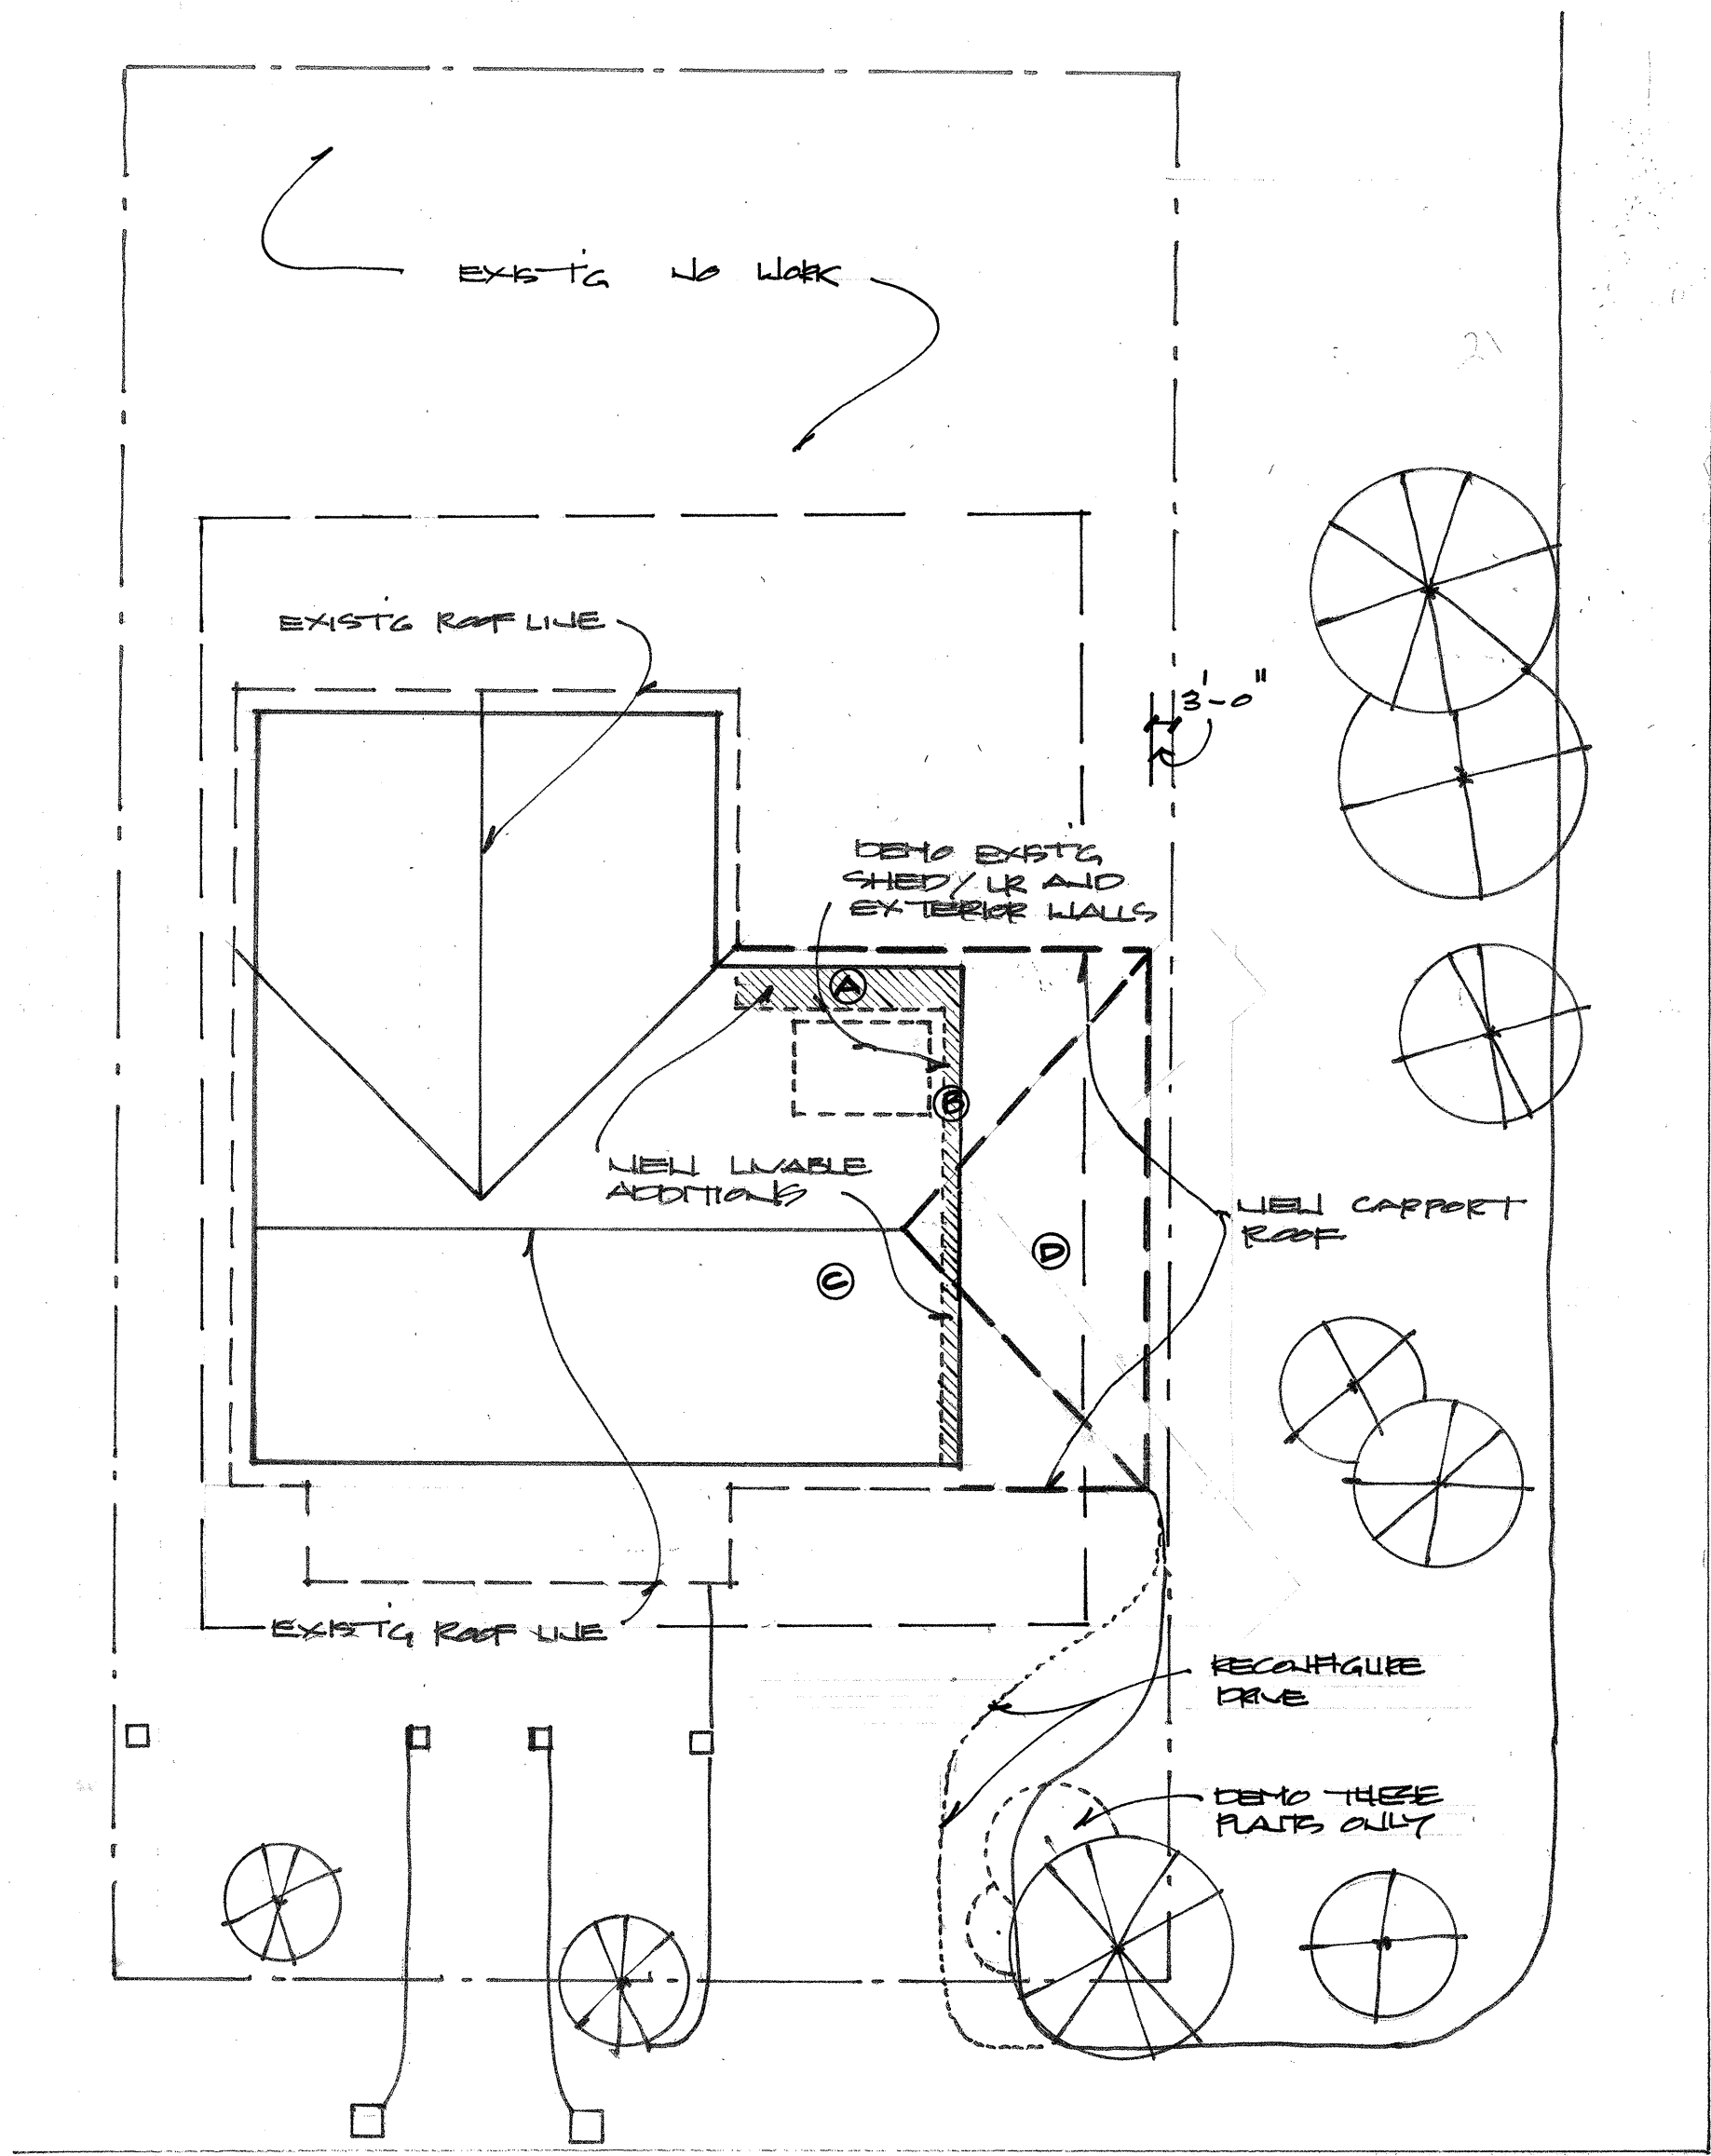 EXIST'G NO WORK
EXIST'G ROOF LINE
3'-0"
DEMO EXIST'G
SHED/ LR AND
EXTERIOR WALLS
A
B
NEW LIVABLE
ADDITIONS
NEW CARPORT
ROOF
D
C
EXIST'G ROOF LINE
RECONFIGURE
DRIVE
DEMO THESE
PLANTS ONLY